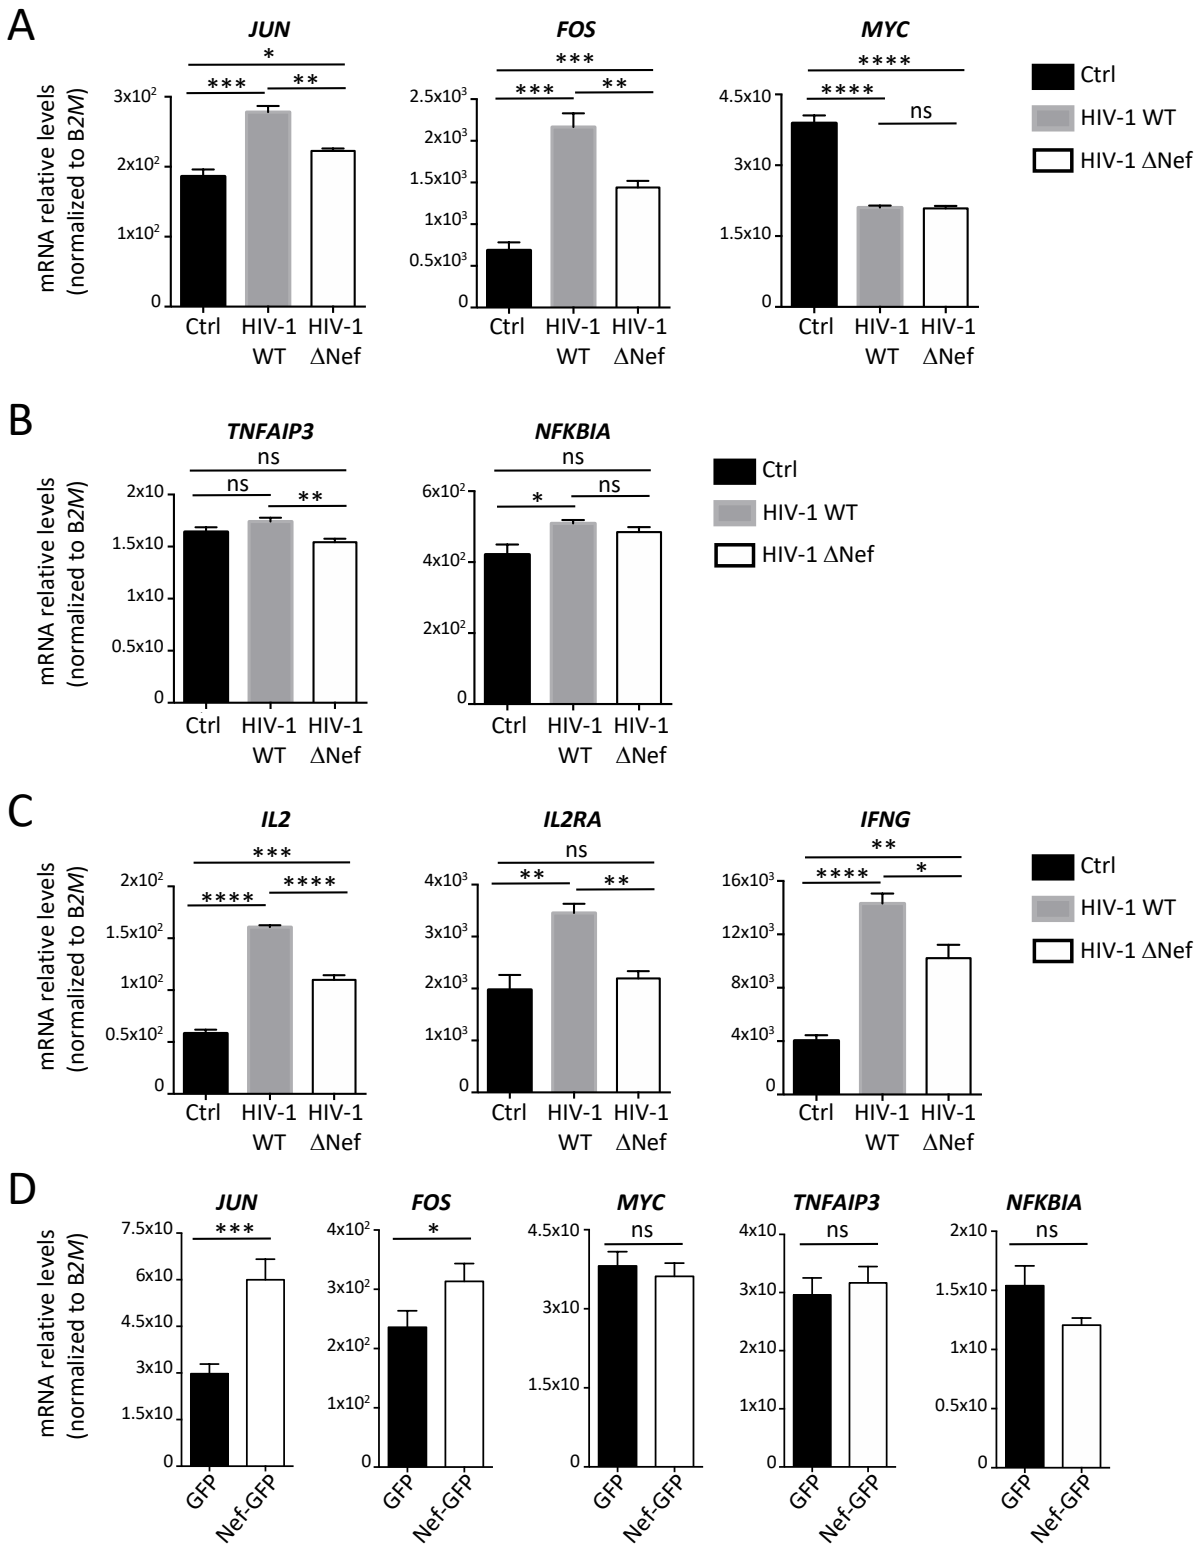 A
JUN
FOS
MYC
mRNA relative levels
(normalized to B2M)
*
***
**
3x10²
2x10²
1x10²
0
Ctrl
HIV-1
WT
HIV-1
ΔNef
***
***
**
2.5x10³
2x10³
1.5x10³
1x10³
0.5x10³
0
Ctrl
HIV-1
WT
HIV-1
ΔNef
****
****
ns
4.5x10
3x10
1.5x10
0
Ctrl
HIV-1
WT
HIV-1
ΔNef
Ctrl
HIV-1 WT
HIV-1 ΔNef
B
TNFAIP3
NFKBIA
mRNA relative levels
(normalized to B2M)
ns
ns
**
2x10
1.5x10
1x10
0.5x10
0
Ctrl
HIV-1
WT
HIV-1
ΔNef
ns
*
ns
6x10²
4x10²
2x10²
0
Ctrl
HIV-1
WT
HIV-1
ΔNef
Ctrl
HIV-1 WT
HIV-1 ΔNef
C
IL2
IL2RA
IFNG
mRNA relative levels
(normalized to B2M)
***
****
****
2x10²
1.5x10²
1x10²
0.5x10²
0
Ctrl
HIV-1
WT
HIV-1
ΔNef
ns
**
**
4x10³
3x10³
2x10³
1x10³
0
Ctrl
HIV-1
WT
HIV-1
ΔNef
**
****
*
16x10³
12x10³
8x10³
4x10³
0
Ctrl
HIV-1
WT
HIV-1
ΔNef
Ctrl
HIV-1 WT
HIV-1 ΔNef
D
JUN
FOS
MYC
TNFAIP3
NFKBIA
mRNA relative levels
(normalized to B2M)
***
7.5x10
6x10
4.5x10
3x10
1.5x10
0
GFP
Nef-GFP
*
4x10²
3x10²
2x10²
1x10²
0
GFP
Nef-GFP
ns
4.5x10
3x10
1.5x10
0
GFP
Nef-GFP
ns
4x10
3x10
2x10
1x10
0
GFP
Nef-GFP
ns
2x10
1.5x10
1x10
0.5x10
0
GFP
Nef-GFP